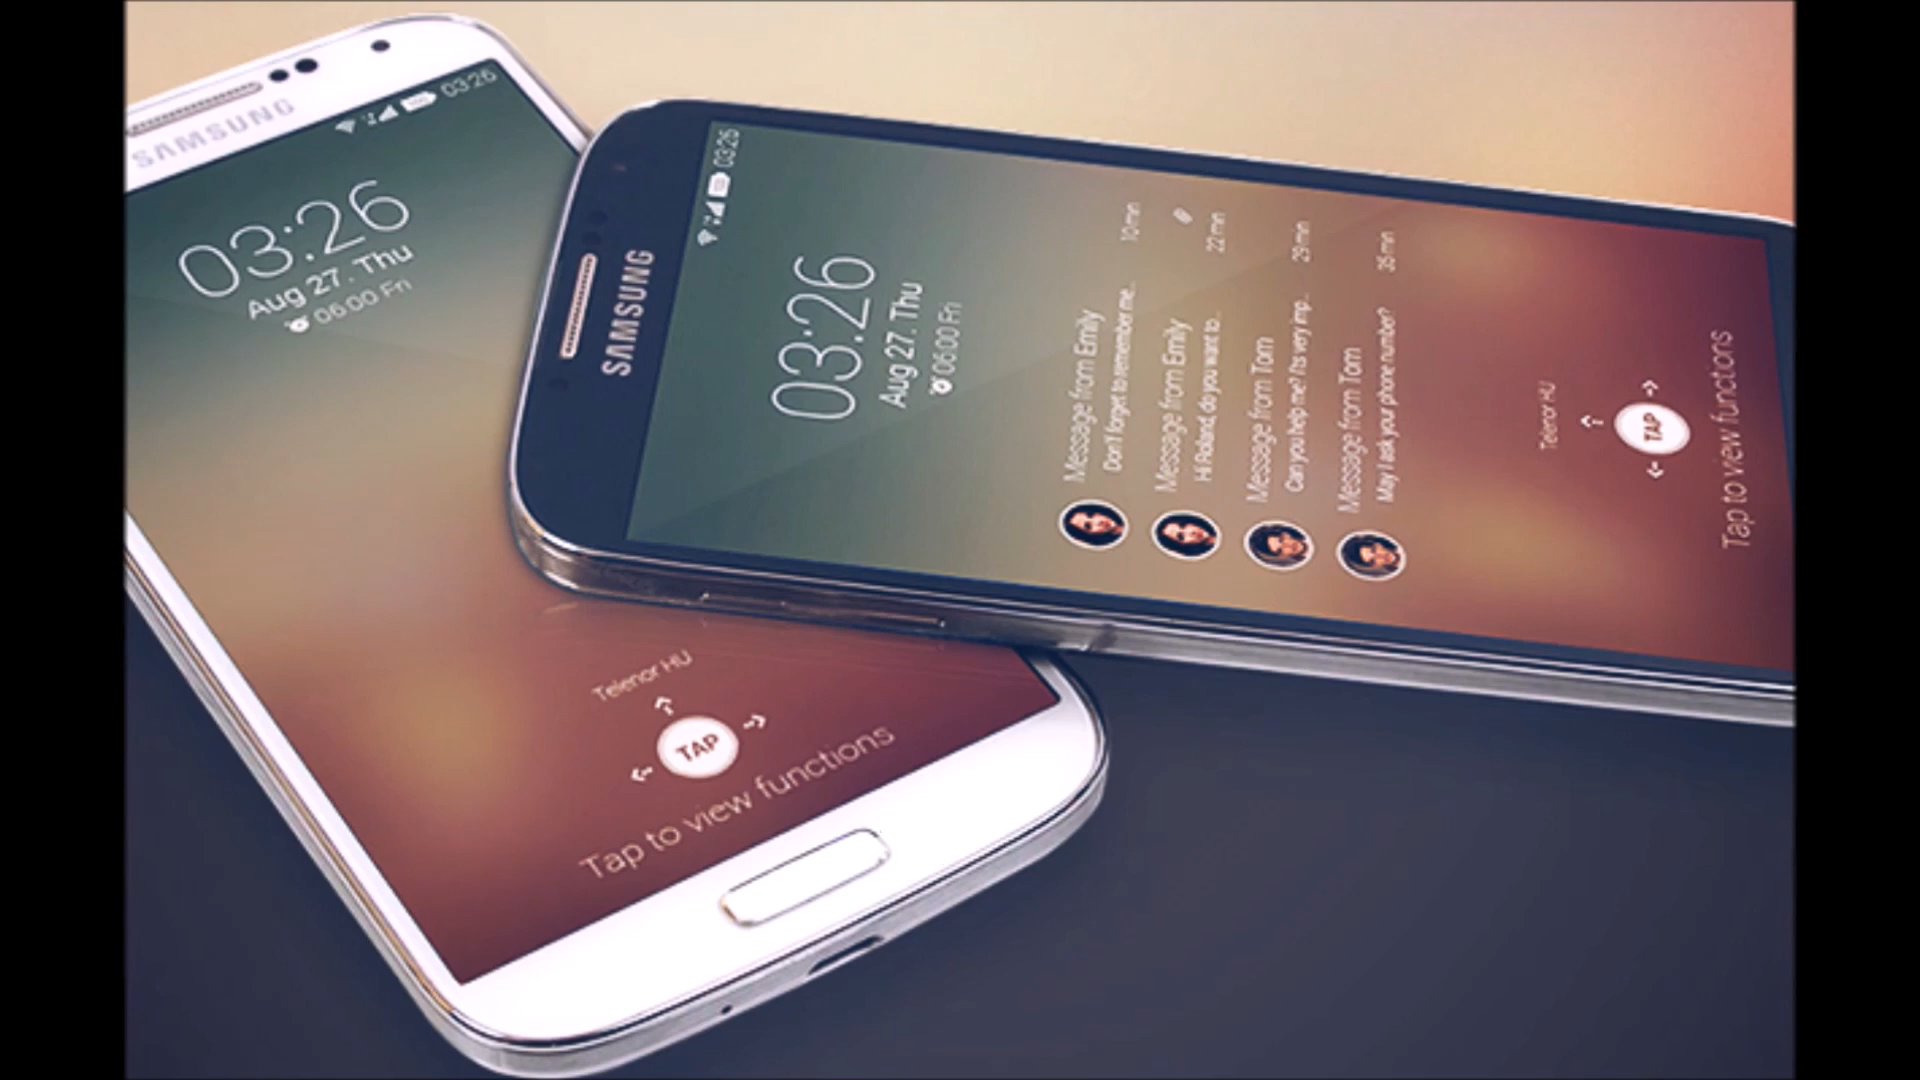 SAMSUNG
03:26
03:26
Aug 27. Thu
06:00 Fri
Telenor HU
TAP
Tap to view functions
SAMSUNG
03:26
03:26
Aug 27. Thu
06:00 Fri
Message from Emily
10 min
Don't forget to remember me...
Message from Emily
22 min
Hi Roland, do you want to...
Message from Tom
29 min
Can you help me? Its very imp...
Message from Tom
35 min
May I ask your phone number?
Telenor HU
TAP
Tap to view functions